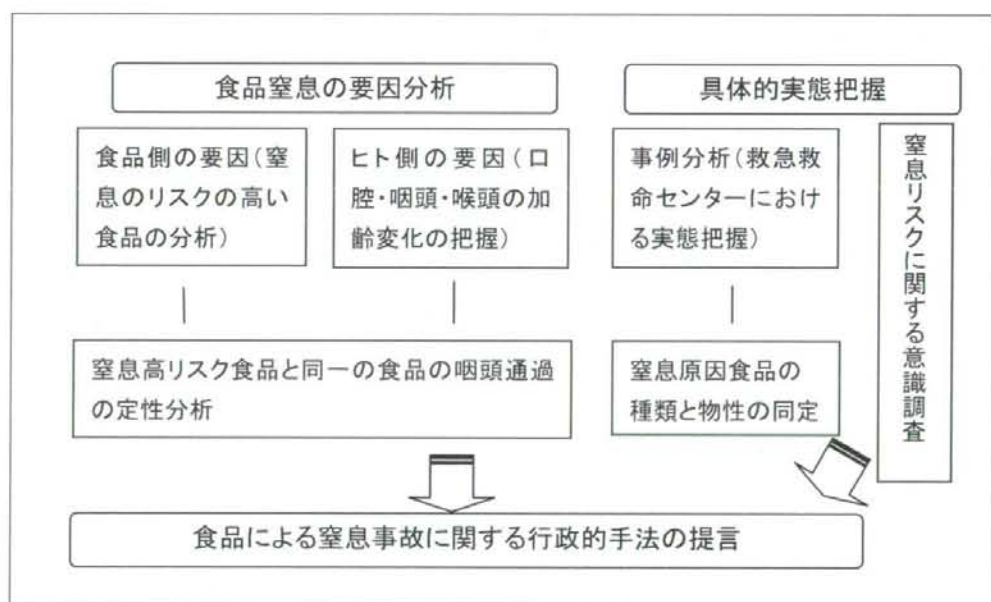 食品窒息の要因分析
食品側の要因(窒
息のリスクの高い
食品の分析)
ヒト側の要因(口
腔・咽頭・喉頭の加
齢変化の把握)
窒息高リスク食品と同一の食品の咽頭通過
の定性分析
具体的実態把握
事例分析(救急救
命センターにおけ
る実態把握)
窒息原因食品の
種類と物性の同定
窒息リスクに関する意識調査
食品による窒息事故に関する行政的手法の提言